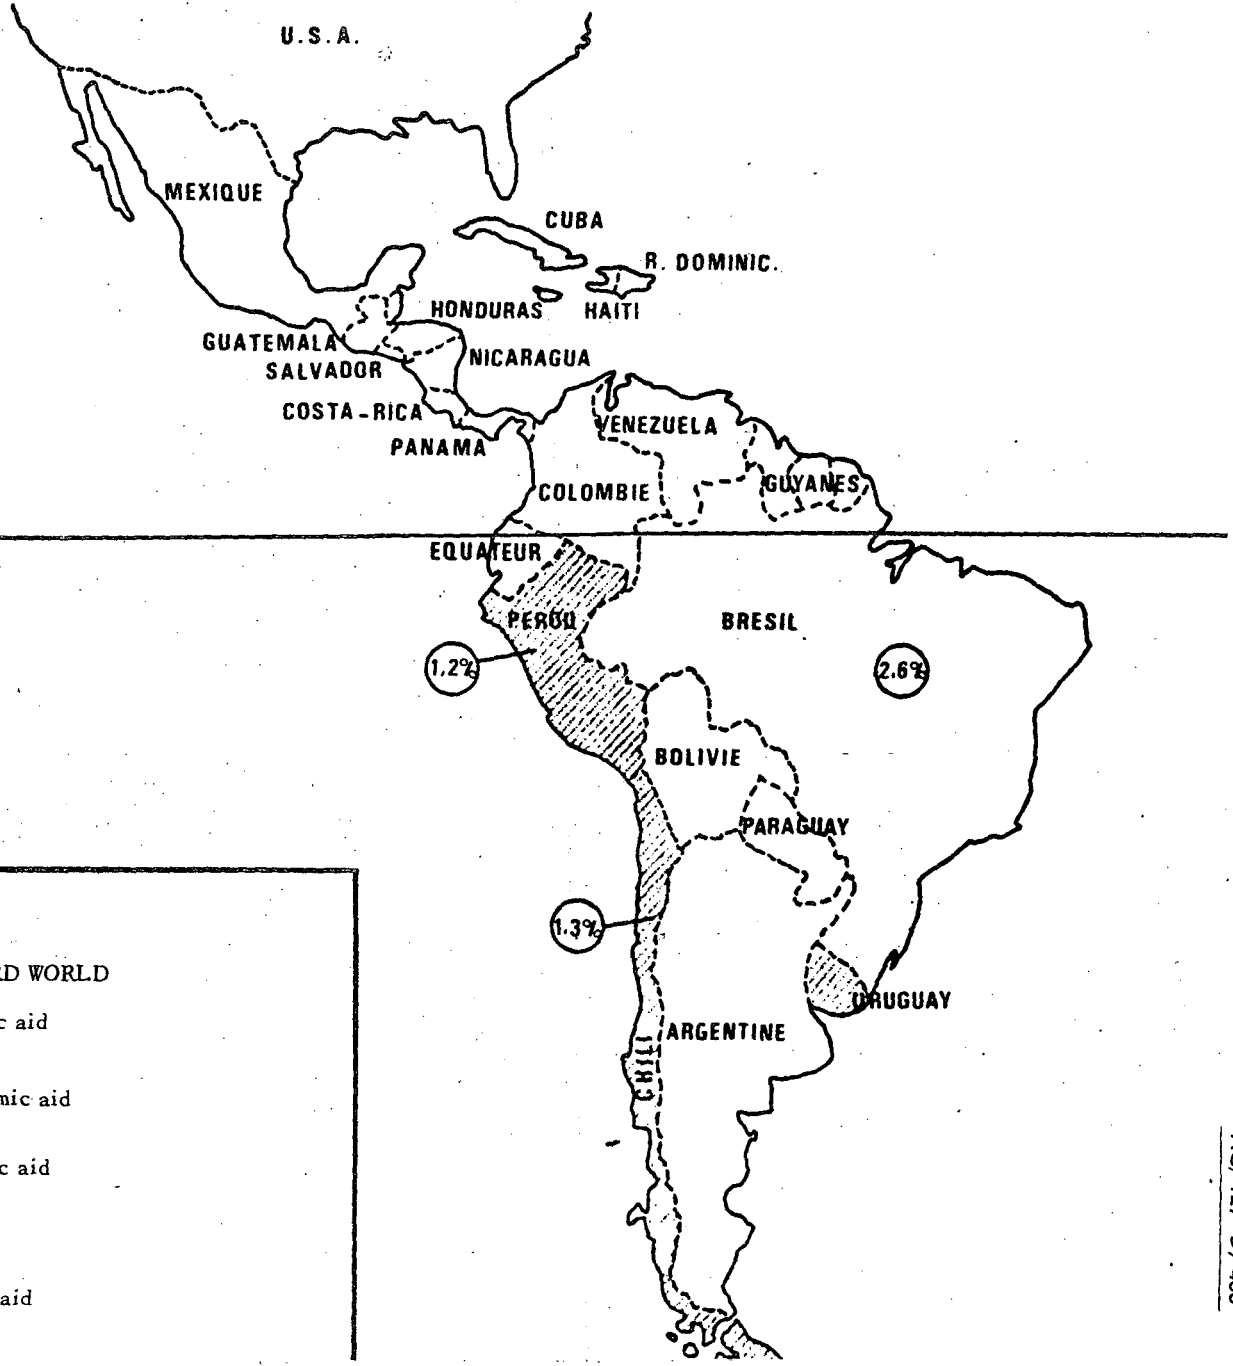 U.S.A.
MEXIQUE
CUBA
R. DOMINIC.
HONDURAS
HAITI
GUATEMALA
SALVADOR
NICARAGUA
COSTA-RICA
PANAMA
VENEZUELA
COLOMBIE
GUYANES
EQUATEUR
PEROU
BRESIL
1.2%
2.6%
BOLIVIE
PARAGUAY
1.3%
URUGUAY
ARGENTINE
CHILI
RD WORLD
c aid
mic aid
c aid
aid